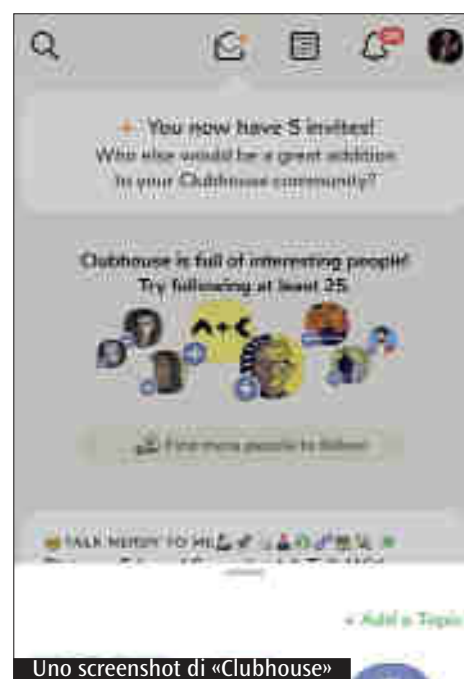 You now have 5 invites!
Who else would be a great addition
to your Clubhouse community?
Clubhouse is full of interesting people!
Try following at least 25
A+C
Find more people to follow
TALK NERDY TO ME
+ Add a Topic
Uno screenshot di «Clubhouse»